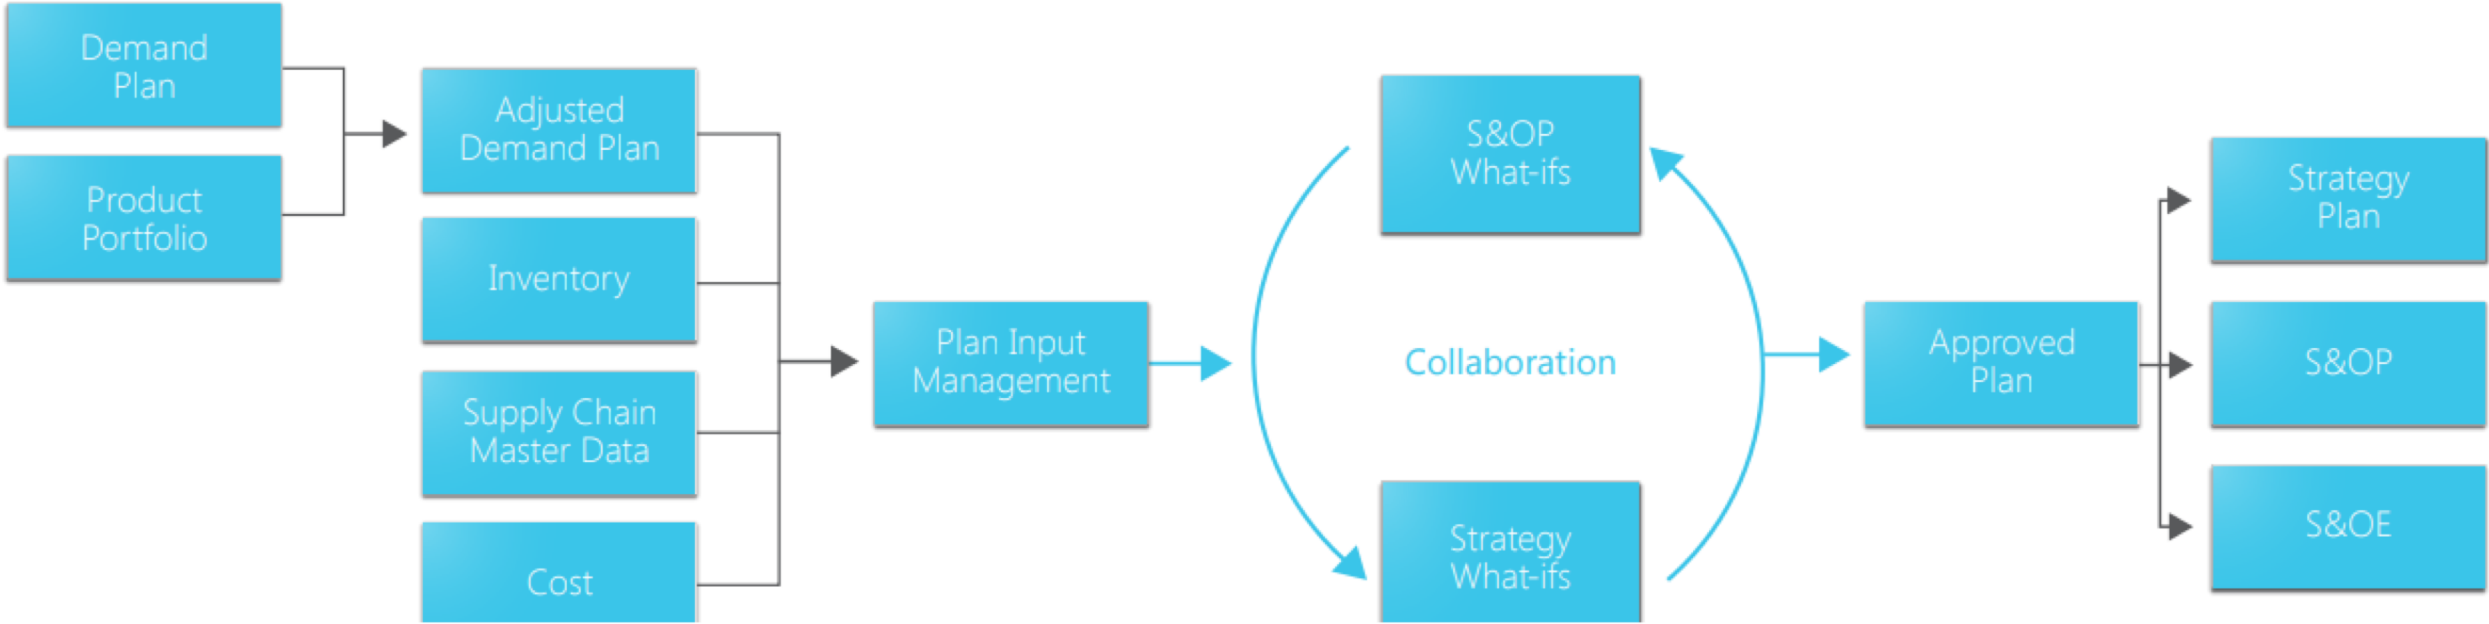 Demand
Plan
Product
Portfolio
Adjusted
Demand Plan
Inventory
Supply Chain
Master Data
Cost
Plan Input
Management
S&OP
What-ifs
Collaboration
Strategy
What-ifs
Approved
Plan
Strategy
Plan
S&OP
S&OE